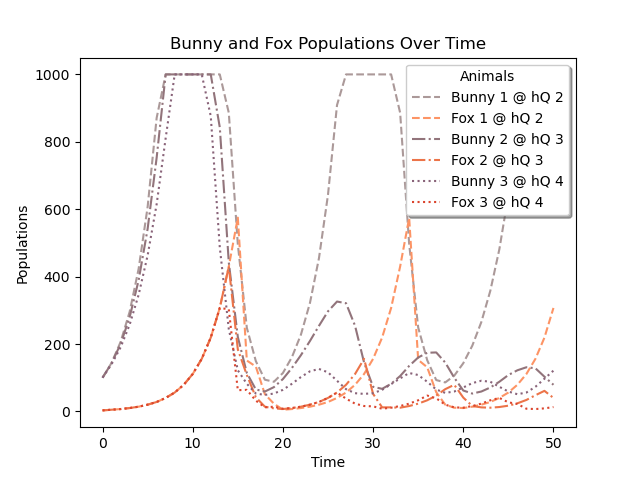 Bunny and Fox Populations Over Time
Animals
Bunny 1 @ hQ 2
Fox 1 @ hQ 2
Bunny 2 @ hQ 3
Fox 2 @ hQ 3
Bunny 3 @ hQ 4
Fox 3 @ hQ 4
Populations
1000
800
600
400
200
0
0 10 20 30 40 50
Time